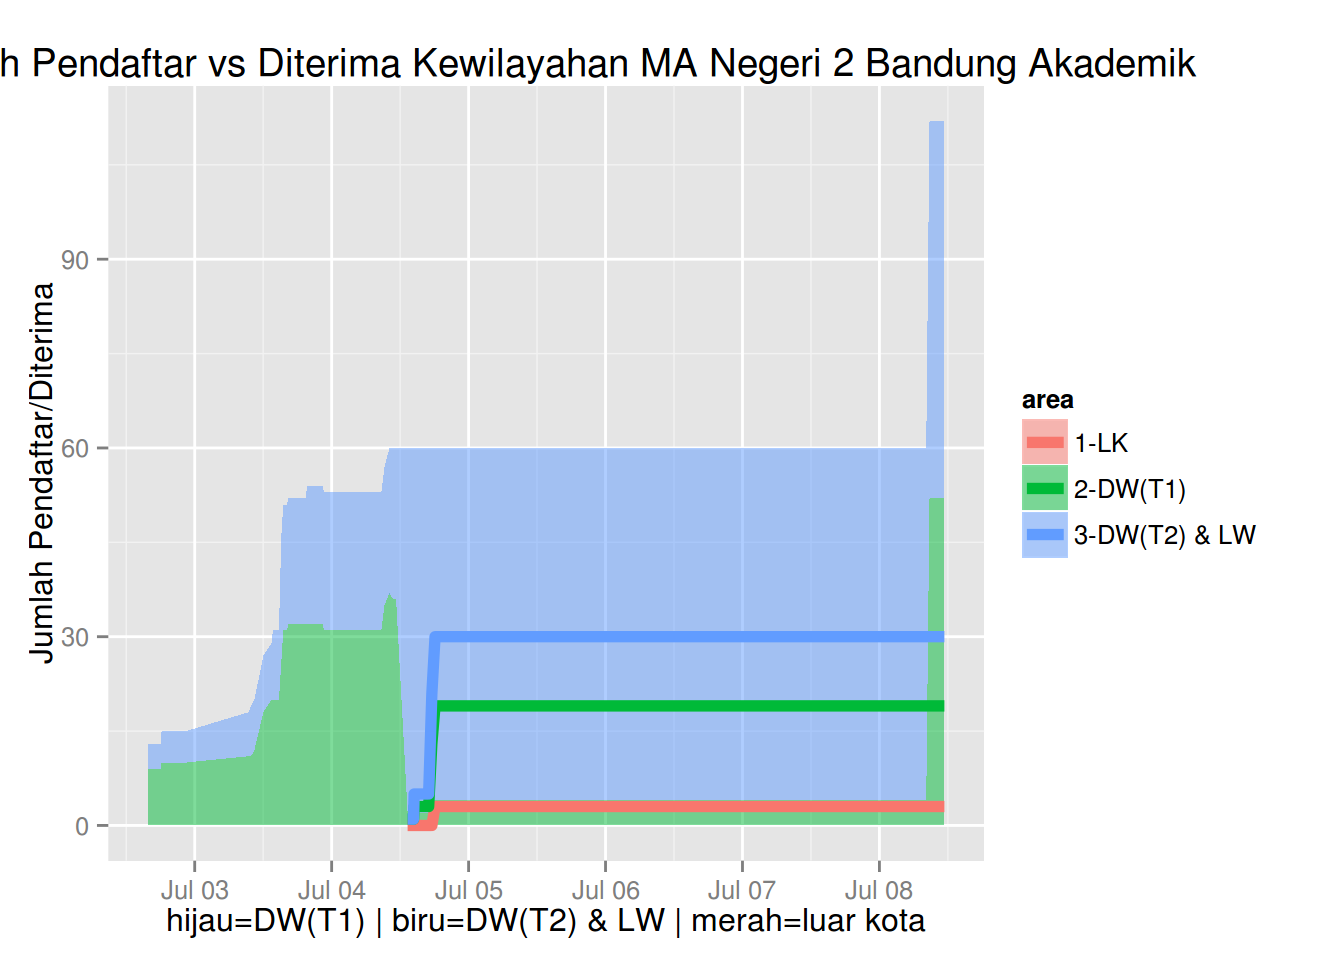 h Pendaftar vs Diterima Kewilayahan MA Negeri 2 Bandung Akademik
Jumlah Pendaftar/Diterima
90
60
30
0
Jul 03
Jul 04
Jul 05
Jul 06
Jul 07
Jul 08
hijau=DW(T1) | biru=DW(T2) & LW | merah=luar kota
area
1-LK
2-DW(T1)
3-DW(T2) & LW